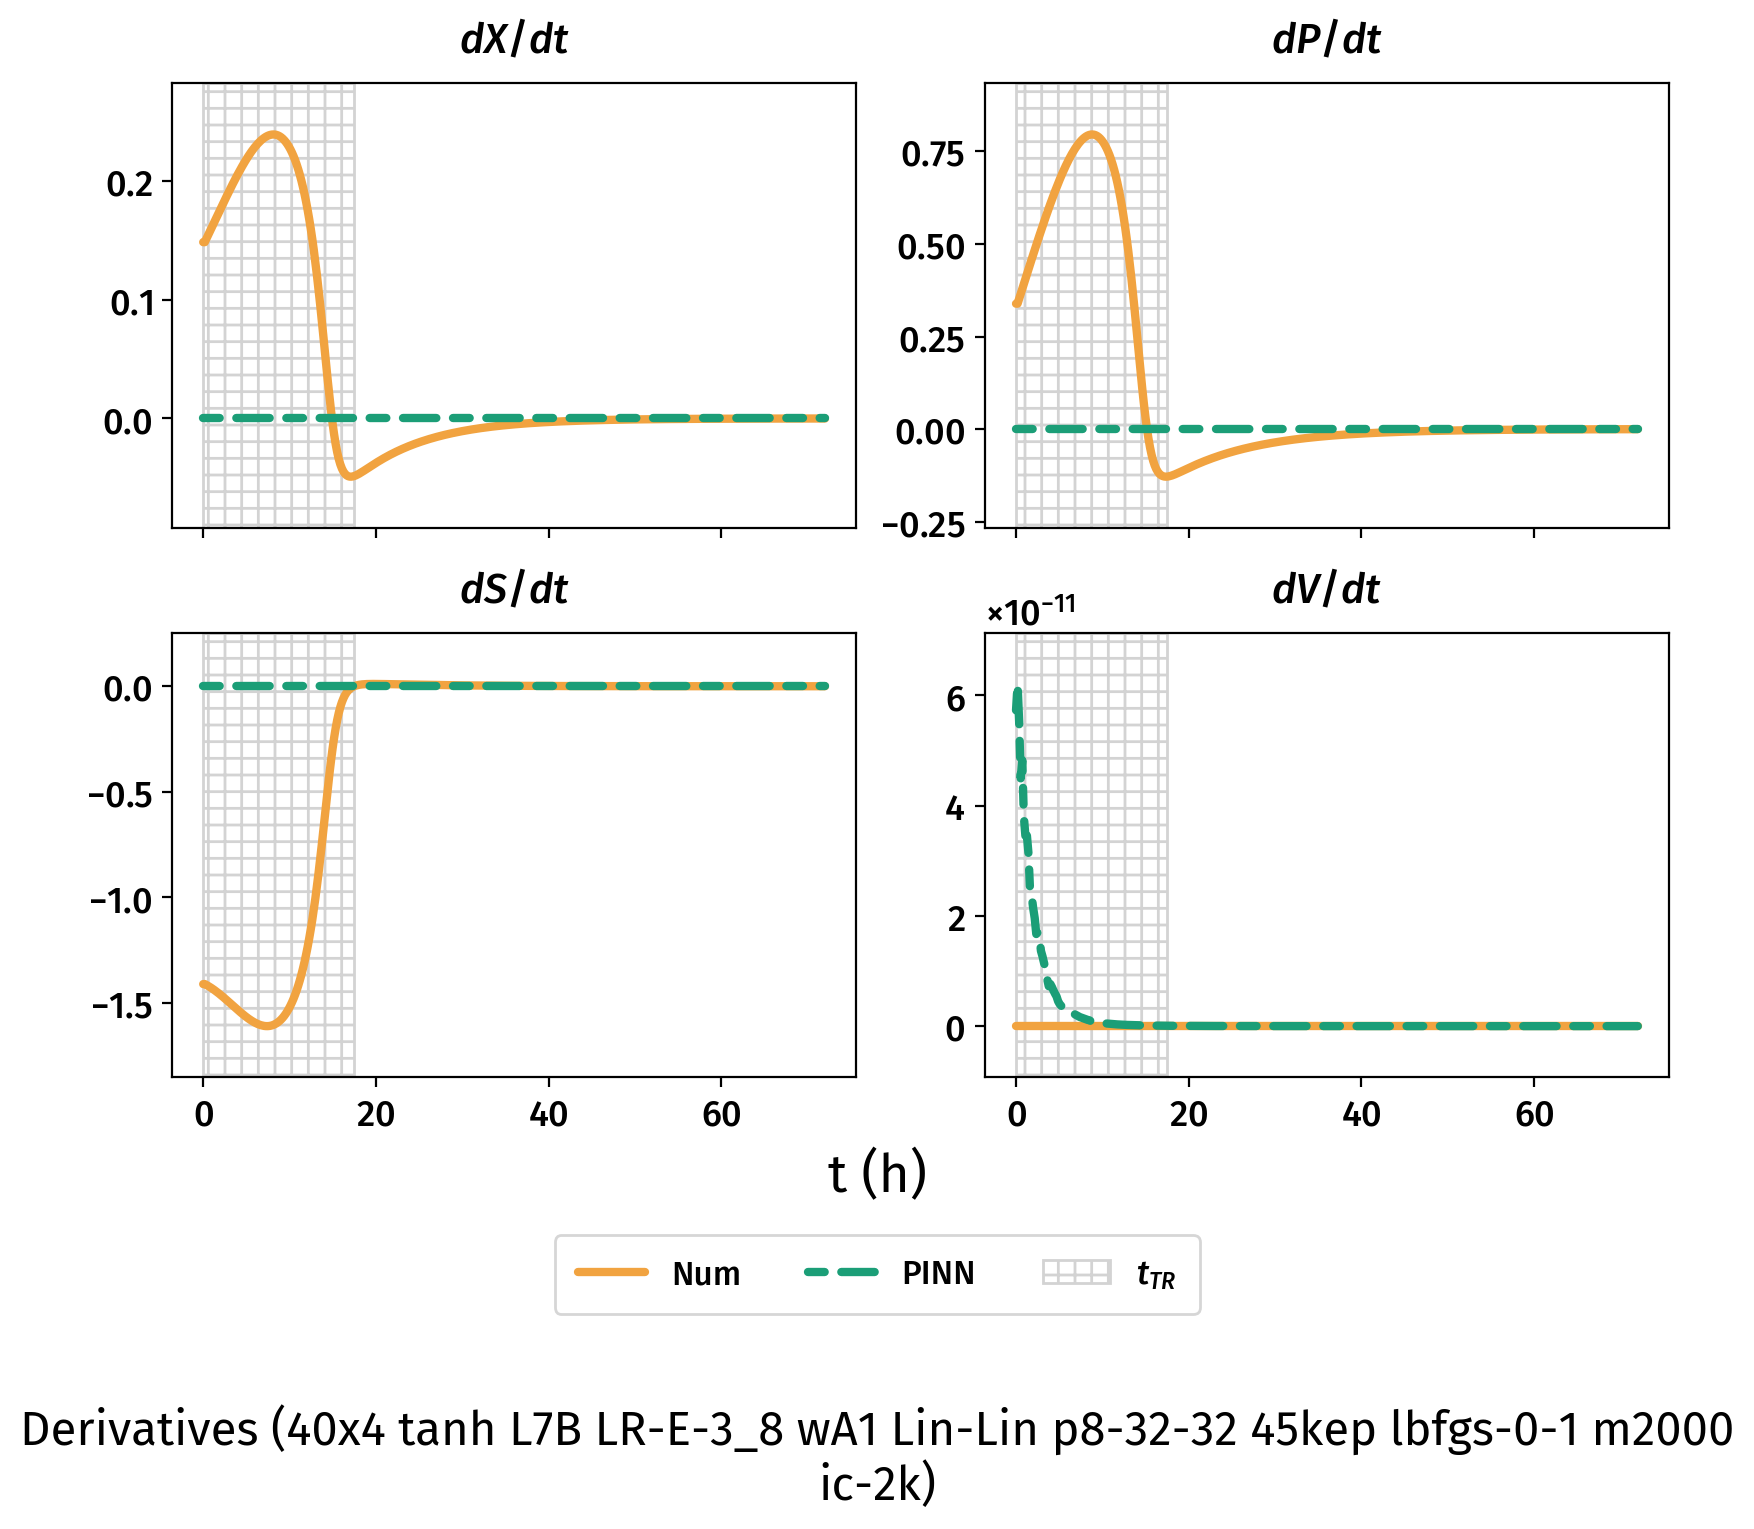 dX/dt
dP/dt
0.2
0.1
0.0
0.75
0.50
0.25
0.00
−0.25
dS/dt
dV/dt
×10⁻¹¹
0.0
−0.5
−1.0
−1.5
6
4
2
0
0 20 40 60
0 20 40 60
t (h)
Num PINN t_TR
Derivatives (40x4 tanh L7B LR-E-3_8 wA1 Lin-Lin p8-32-32 45kep lbfgs-0-1 m2000
ic-2k)